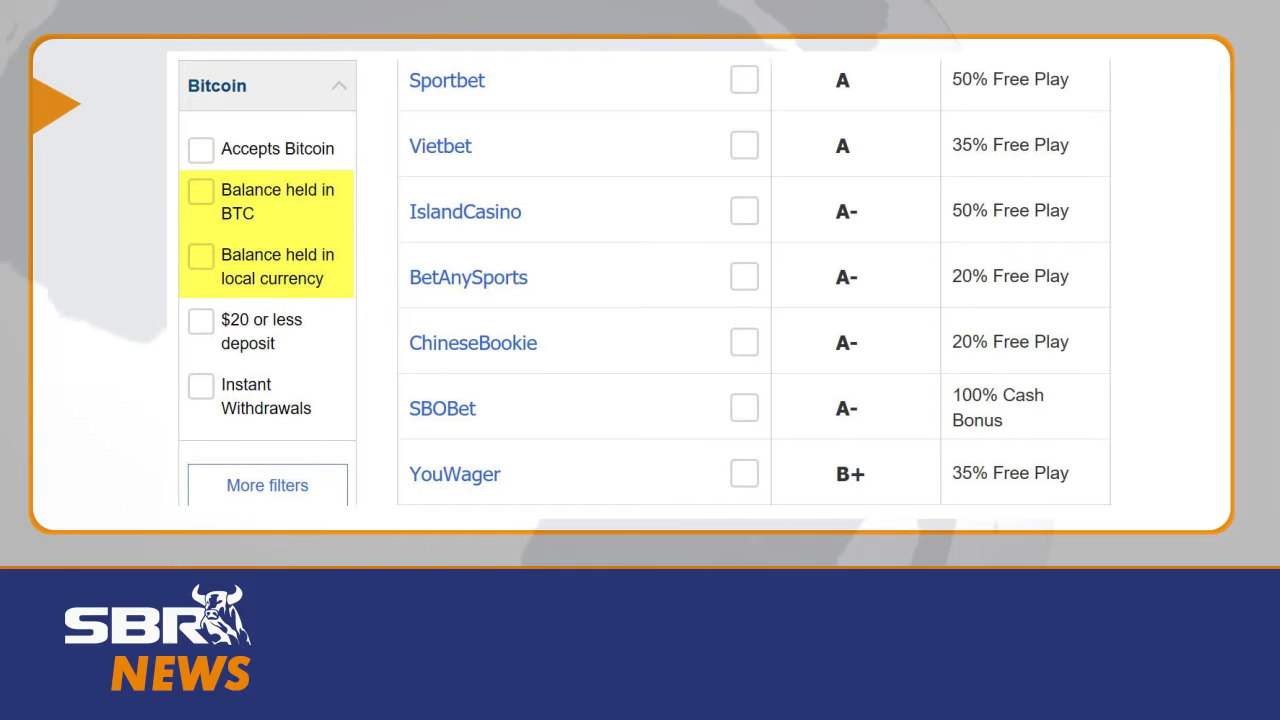 Bitcoin
Accepts Bitcoin
Balance held in
BTC
Balance held in
local currency
$20 or less
deposit
Instant
Withdrawals
More filters
Sportbet A 50% Free Play
Vietbet A 35% Free Play
IslandCasino A- 50% Free Play
BetAnySports A- 20% Free Play
ChineseBookie A- 20% Free Play
SBOBet A- 100% Cash
Bonus
YouWager B+ 35% Free Play
SBR
NEWS